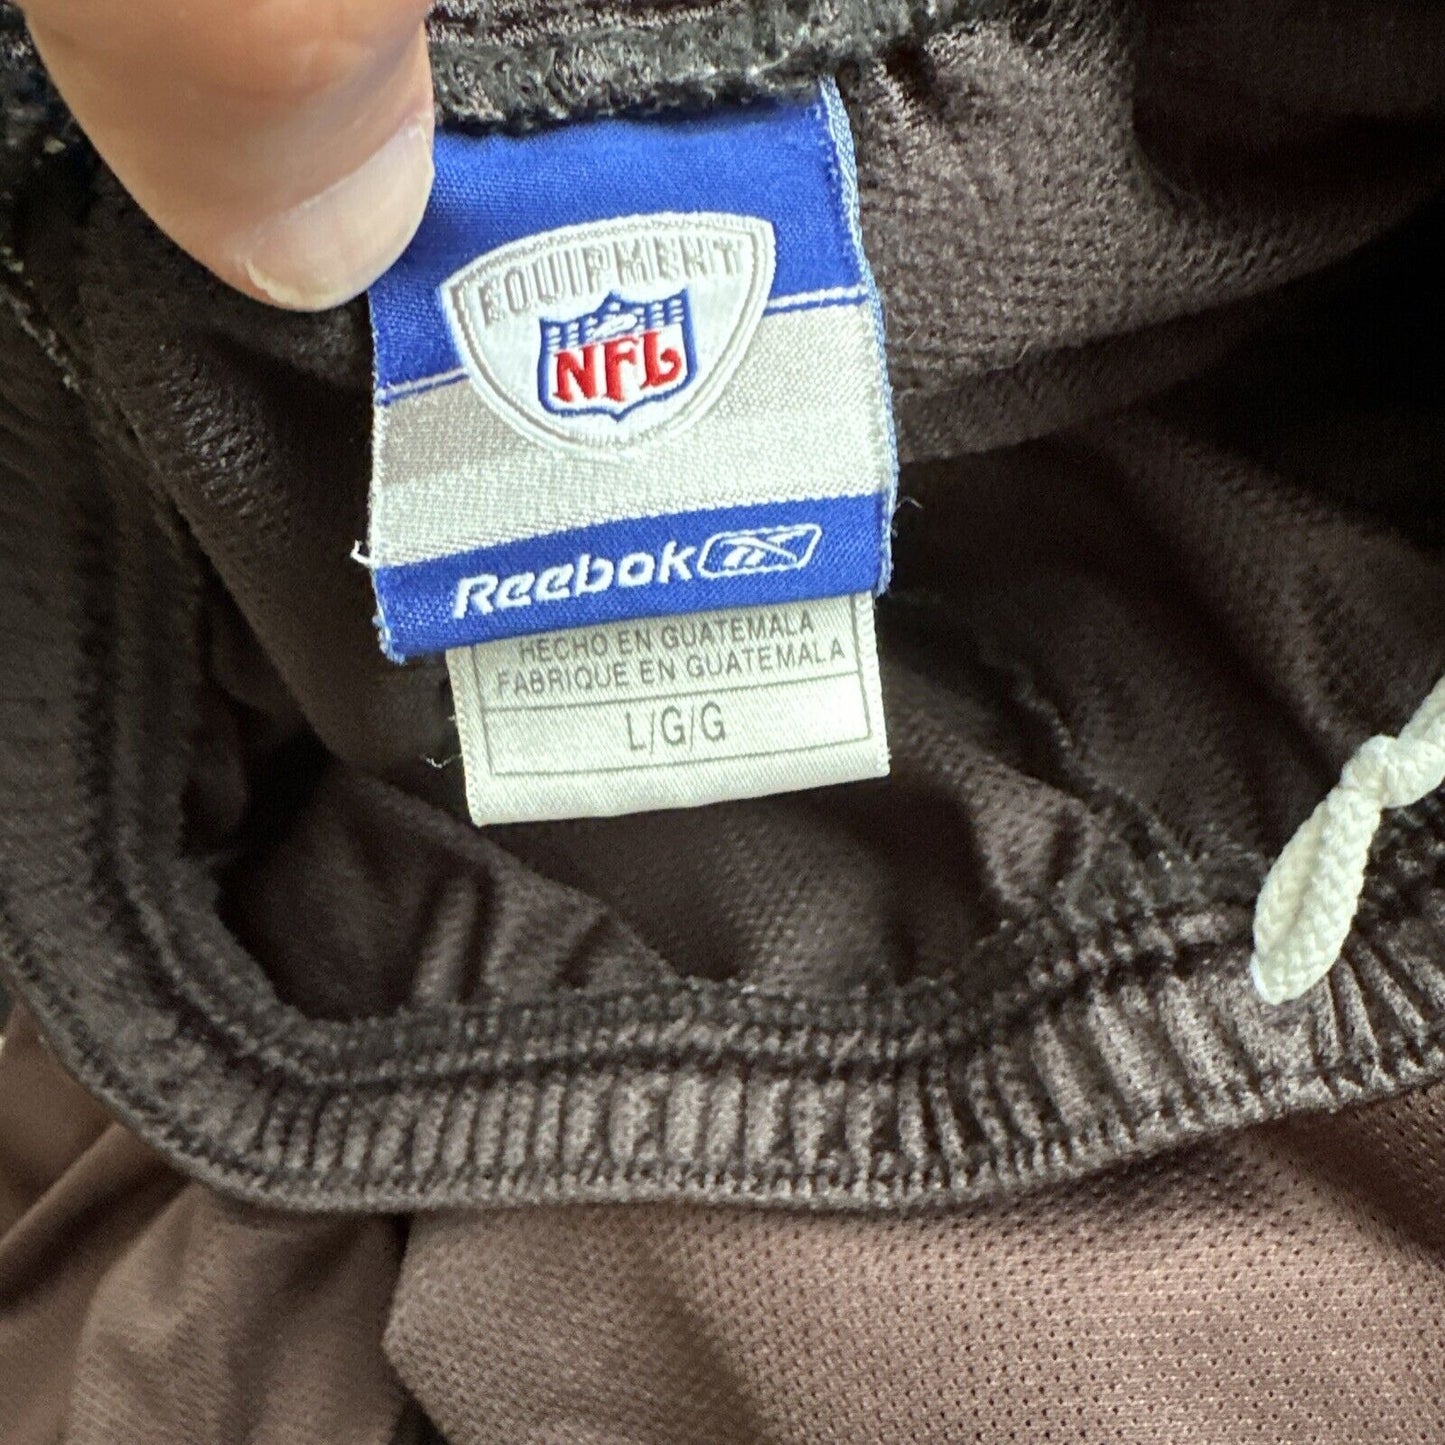 EQUIPMENT
NFL
Reebok
HECHO EN GUATEMALA
FABRIQUE EN GUATEMALA
L/G/G